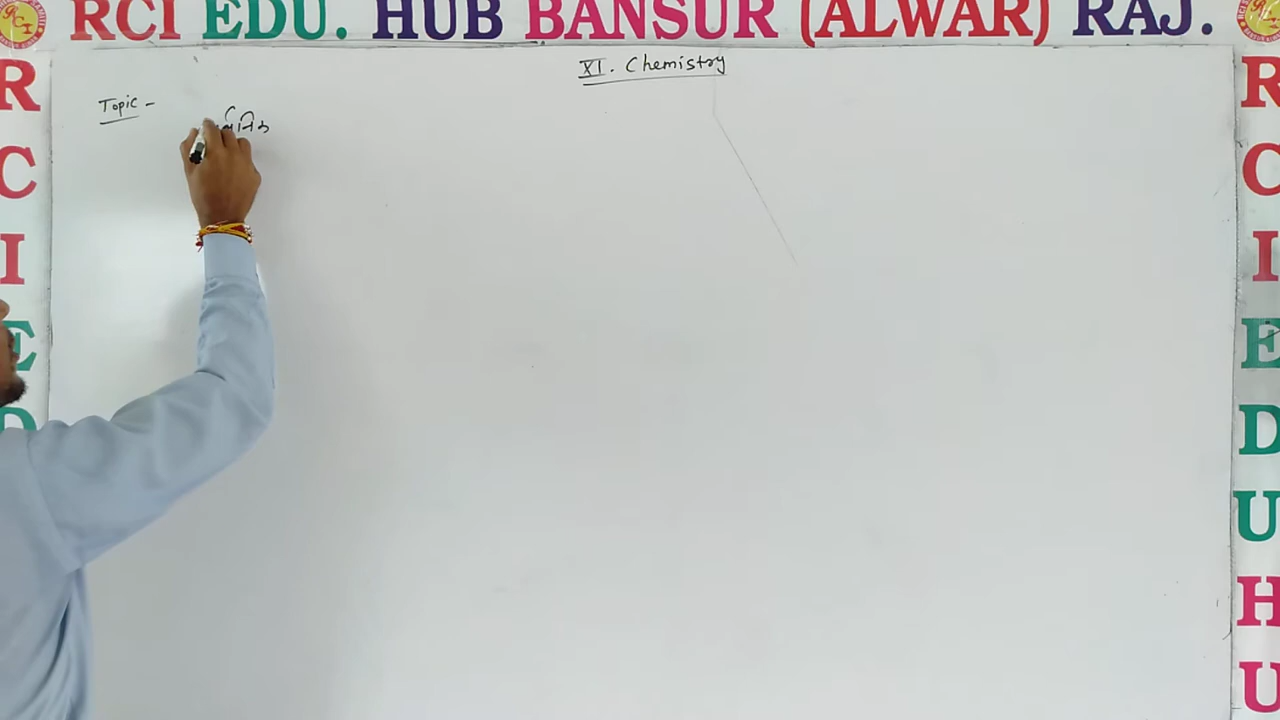 RCI EDU. HUB BANSUR (ALWAR) RAJ.
XI. Chemistry
Topic -
R
C
I
E
D
R
C
I
E
D
U
H
U